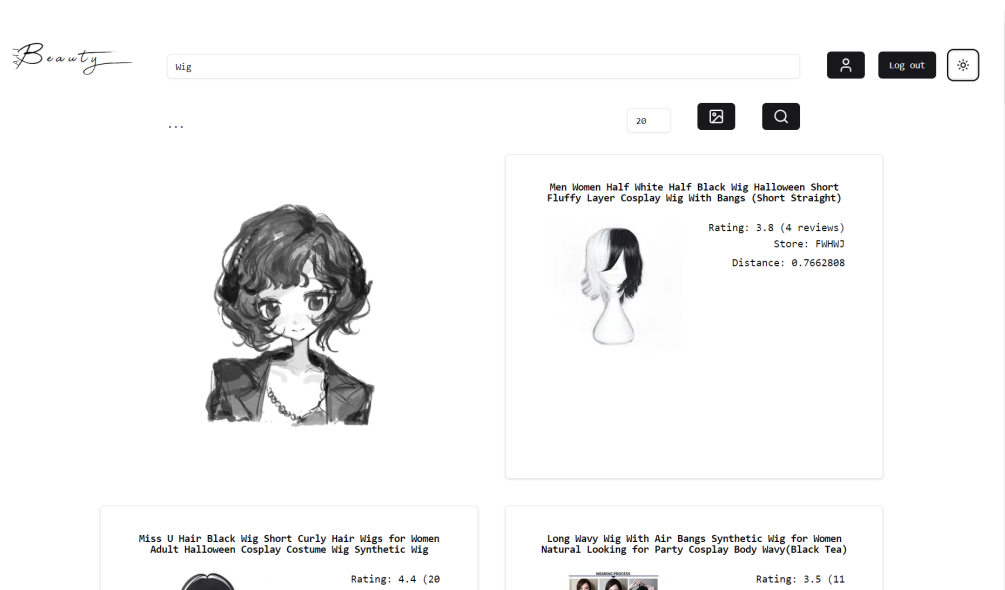 Beauty
Wig
Log out
...
20
Men Women Half White Half Black Wig Halloween Short
Fluffy Layer Cosplay Wig With Bangs (Short Straight)
Rating: 3.8 (4 reviews)
Store: FWHWJ
Distance: 0.7662808
Miss U Hair Black Wig Short Curly Hair Wigs for Women
Adult Halloween Cosplay Costume Wig Synthetic Wig
Rating: 4.4 (20
Long Wavy Wig With Air Bangs Synthetic Wig for Women
Natural Looking for Party Cosplay Body Wavy(Black Tea)
WEARING PROCESS
Rating: 3.5 (11